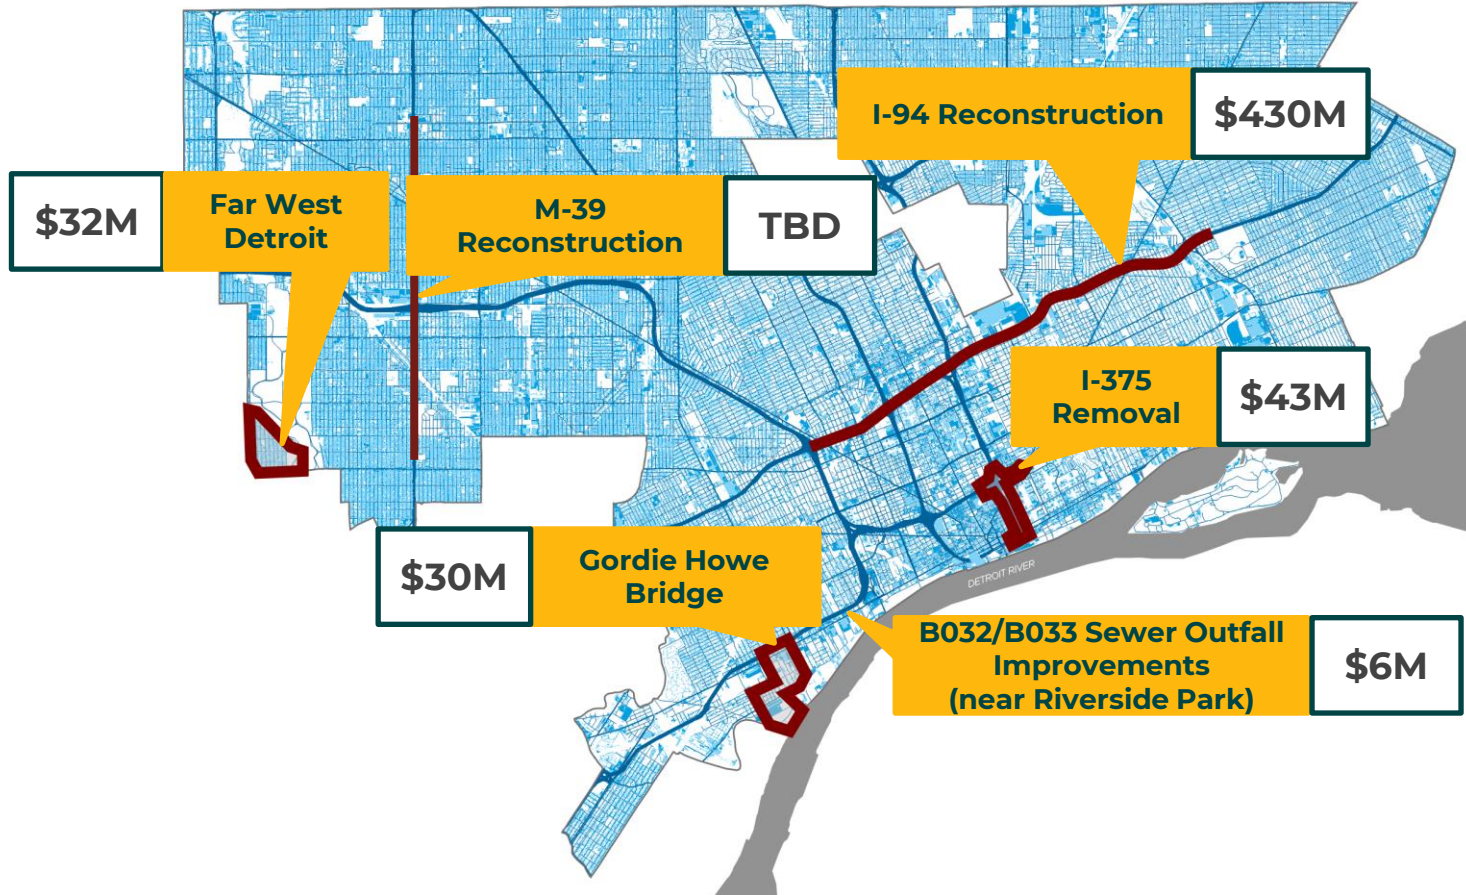 I-94 Reconstruction
$430M
$32M
Far West
Detroit
M-39
Reconstruction
TBD
I-375
Removal
$43M
$30M
Gordie Howe
Bridge
DETROIT RIVER
B032/B033 Sewer Outfall
Improvements
(near Riverside Park)
$6M